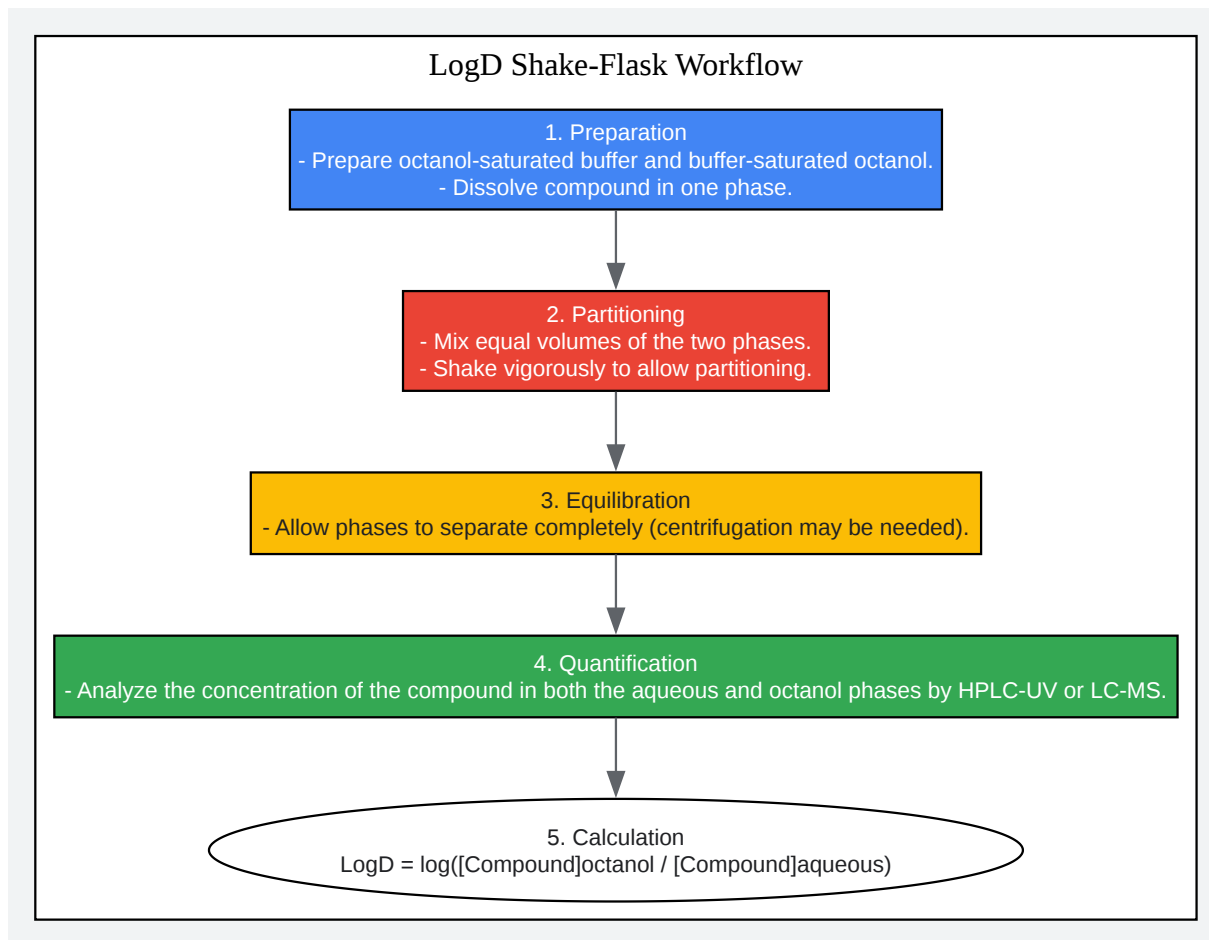 LogD Shake-Flask Workflow
1. Preparation
- Prepare octanol-saturated buffer and buffer-saturated octanol.
- Dissolve compound in one phase.
2. Partitioning
- Mix equal volumes of the two phases.
- Shake vigorously to allow partitioning.
3. Equilibration
- Allow phases to separate completely (centrifugation may be needed).
4. Quantification
- Analyze the concentration of the compound in both the aqueous and octanol phases by HPLC-UV or LC-MS.
5. Calculation
LogD = log([Compound]octanol / [Compound]aqueous)